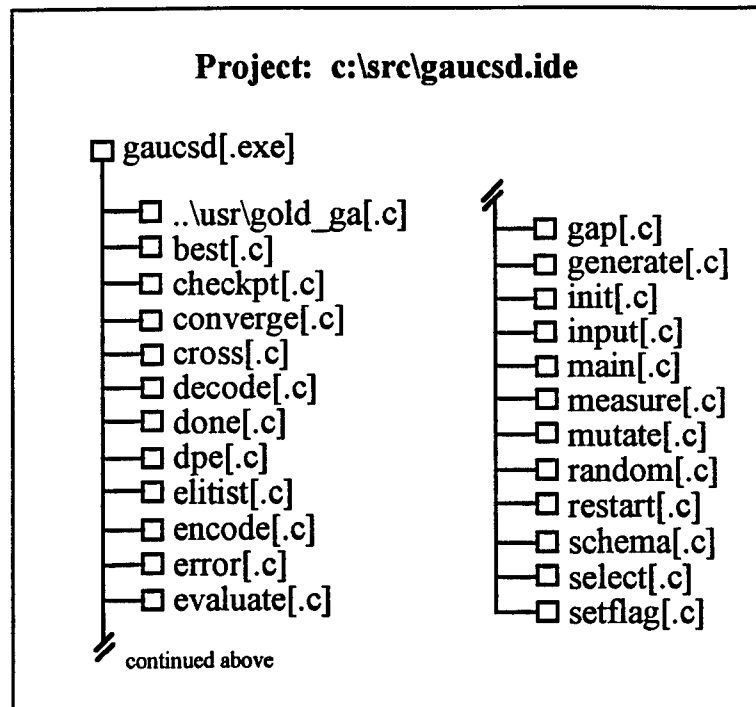 Project: c:\src\gaucsd.ide
gaucsd[.exe]
..\usr\gold_ga[.c]
best[.c]
checkpt[.c]
converge[.c]
cross[.c]
decode[.c]
done[.c]
dpe[.c]
elitist[.c]
encode[.c]
error[.c]
evaluate[.c]
continued above
gap[.c]
generate[.c]
init[.c]
input[.c]
main[.c]
measure[.c]
mutate[.c]
random[.c]
restart[.c]
schema[.c]
select[.c]
setflag[.c]